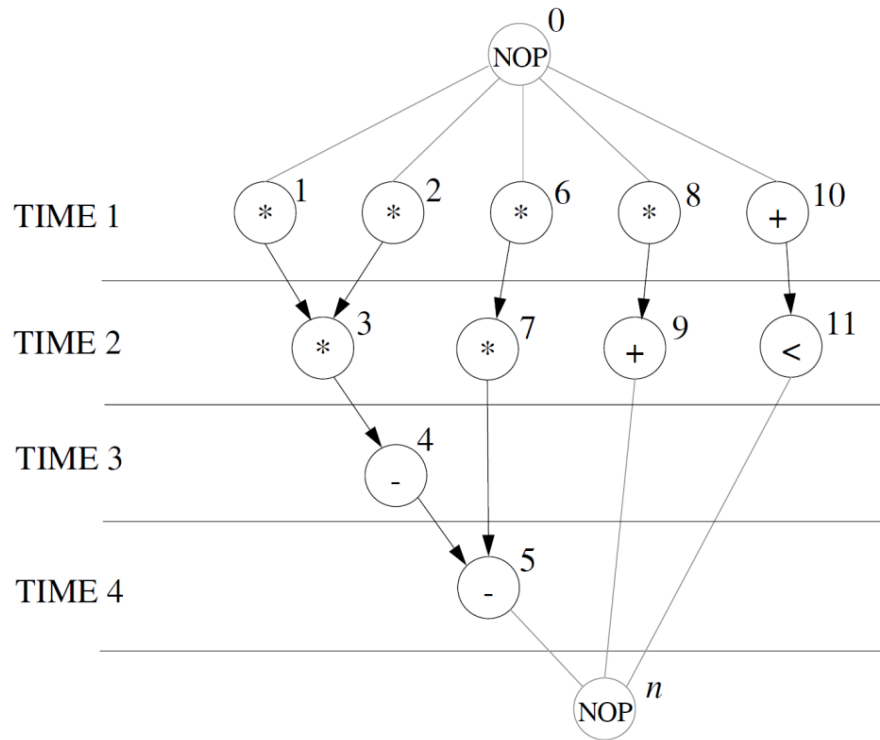 0
NOP
TIME 1
* 1
* 2
* 6
* 8
+ 10
TIME 2
* 3
* 7
+ 9
< 11
TIME 3
- 4
TIME 4
- 5
NOP n